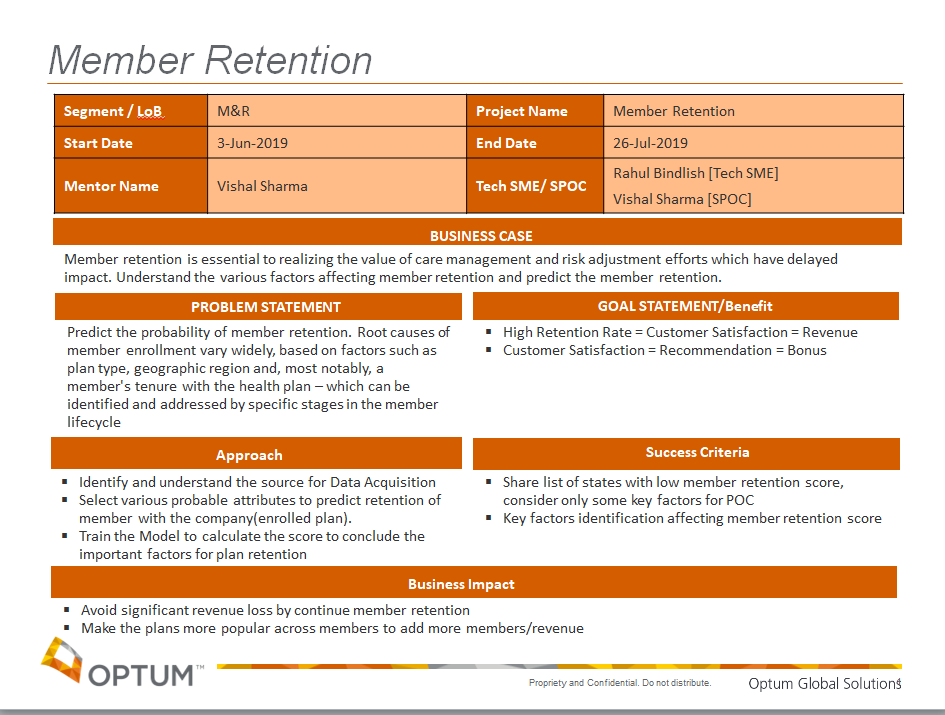 Member Retention
Segment / LoB M&R Project Name Member Retention
Start Date 3-Jun-2019 End Date 26-Jul-2019
Mentor Name Vishal Sharma Tech SME/ SPOC Rahul Bindlish [Tech SME]
Vishal Sharma [SPOC]
BUSINESS CASE
Member retention is essential to realizing the value of care management and risk adjustment efforts which have delayed
impact. Understand the various factors affecting member retention and predict the member retention.
PROBLEM STATEMENT
Predict the probability of member retention. Root causes of
member enrollment vary widely, based on factors such as
plan type, geographic region and, most notably, a
member's tenure with the health plan – which can be
identified and addressed by specific stages in the member
lifecycle
GOAL STATEMENT/Benefit
▪ High Retention Rate = Customer Satisfaction = Revenue
▪ Customer Satisfaction = Recommendation = Bonus
Approach
▪ Identify and understand the source for Data Acquisition
▪ Select various probable attributes to predict retention of
member with the company(enrolled plan).
▪ Train the Model to calculate the score to conclude the
important factors for plan retention
Success Criteria
▪ Share list of states with low member retention score,
consider only some key factors for POC
▪ Key factors identification affecting member retention score
Business Impact
▪ Avoid significant revenue loss by continue member retention
▪ Make the plans more popular across members to add more members/revenue
OPTUM™
Propriety and Confidential. Do not distribute.
Optum Global Solutions